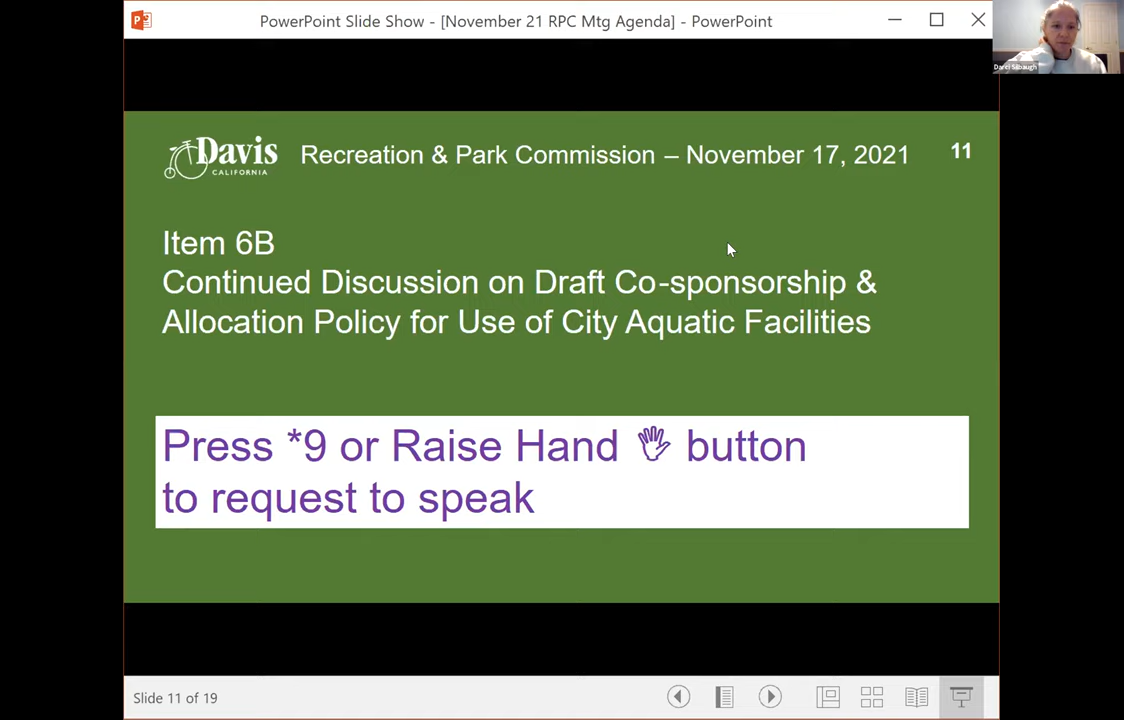 PowerPoint Slide Show - [November 21 RPC Mtg Agenda] - PowerPoint
Darci Silbaugh
Davis
CALIFORNIA
Recreation & Park Commission – November 17, 2021
11
Item 6B
Continued Discussion on Draft Co-sponsorship &
Allocation Policy for Use of City Aquatic Facilities
Press *9 or Raise Hand button
to request to speak
Slide 11 of 19